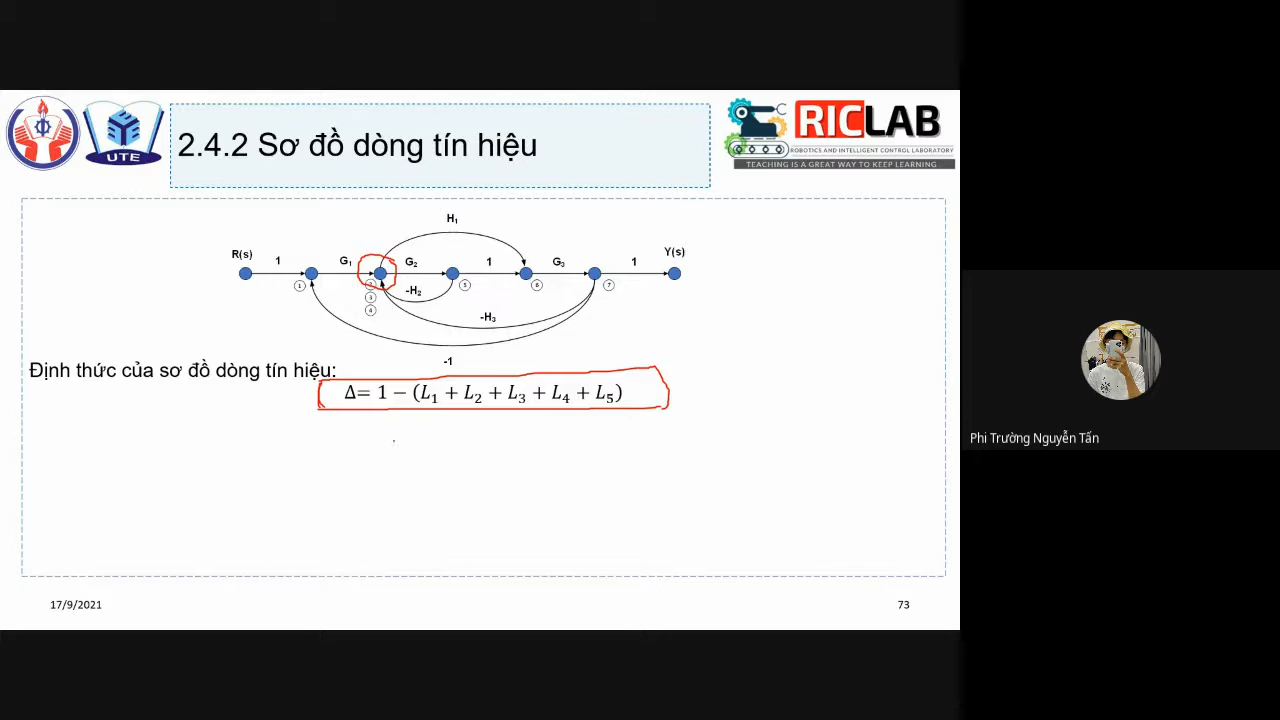 UTE
2.4.2 Sơ đồ dòng tín hiệu
RICLAB
ROBOTICS AND INTELLIGENT CONTROL LABORATORY
TEACHING IS A GREAT WAY TO KEEP LEARNING
H₁
R(s) 1 G₁ G₂ 1 G₃ 1 Y(s)
1 2 5 6 7
-H₂
3
4
-H₃
-1
Định thức của sơ đồ dòng tín hiệu:
Δ= 1 − (L₁ + L₂ + L₃ + L₄ + L₅)
17/9/2021
73
Phi Trường Nguyễn Tấn